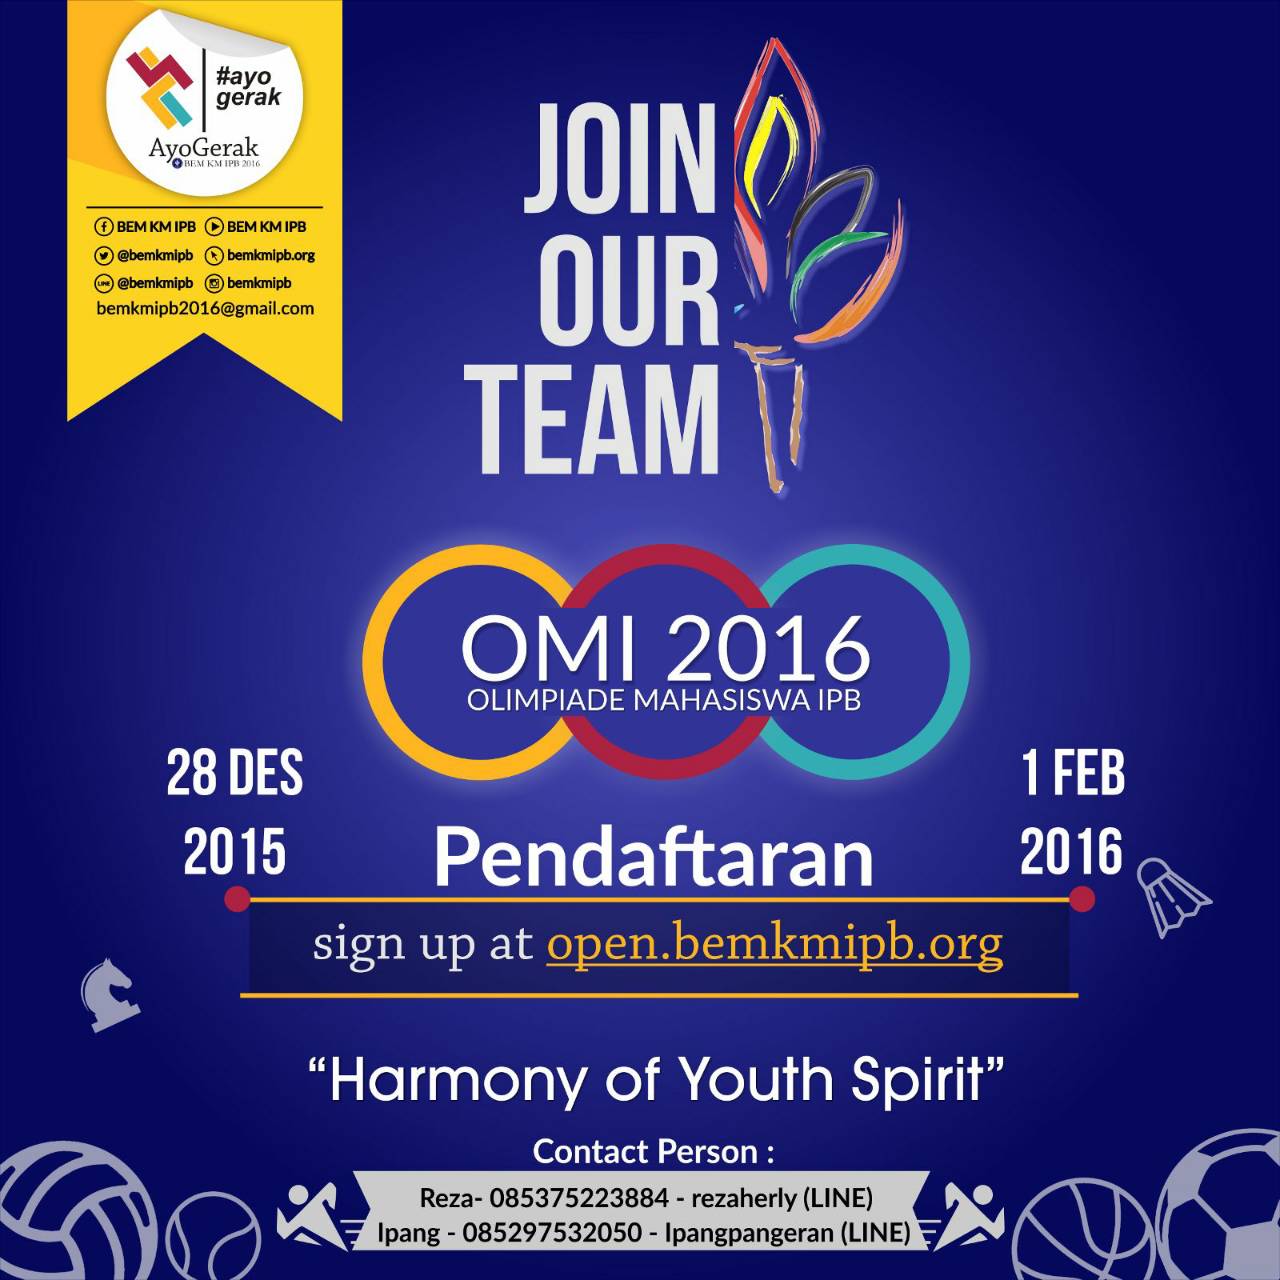 #ayo
gerak
AyoGerak
BEM KM IPB 2016
BEM KM IPB BEM KM IPB
@bemkmipb bemkmipb.org
LINE @bemkmipb bemkmipb
bemkmipb2016@gmail.com
JOIN
OUR
TEAM
OMI 2016
OLIMPIADE MAHASISWA IPB
28 DES
2015
1 FEB
2016
Pendaftaran
sign up at open.bemkmipb.org
“Harmony of Youth Spirit”
Contact Person :
Reza- 085375223884 - rezaherly (LINE)
Ipang - 085297532050 - Ipangpangeran (LINE)